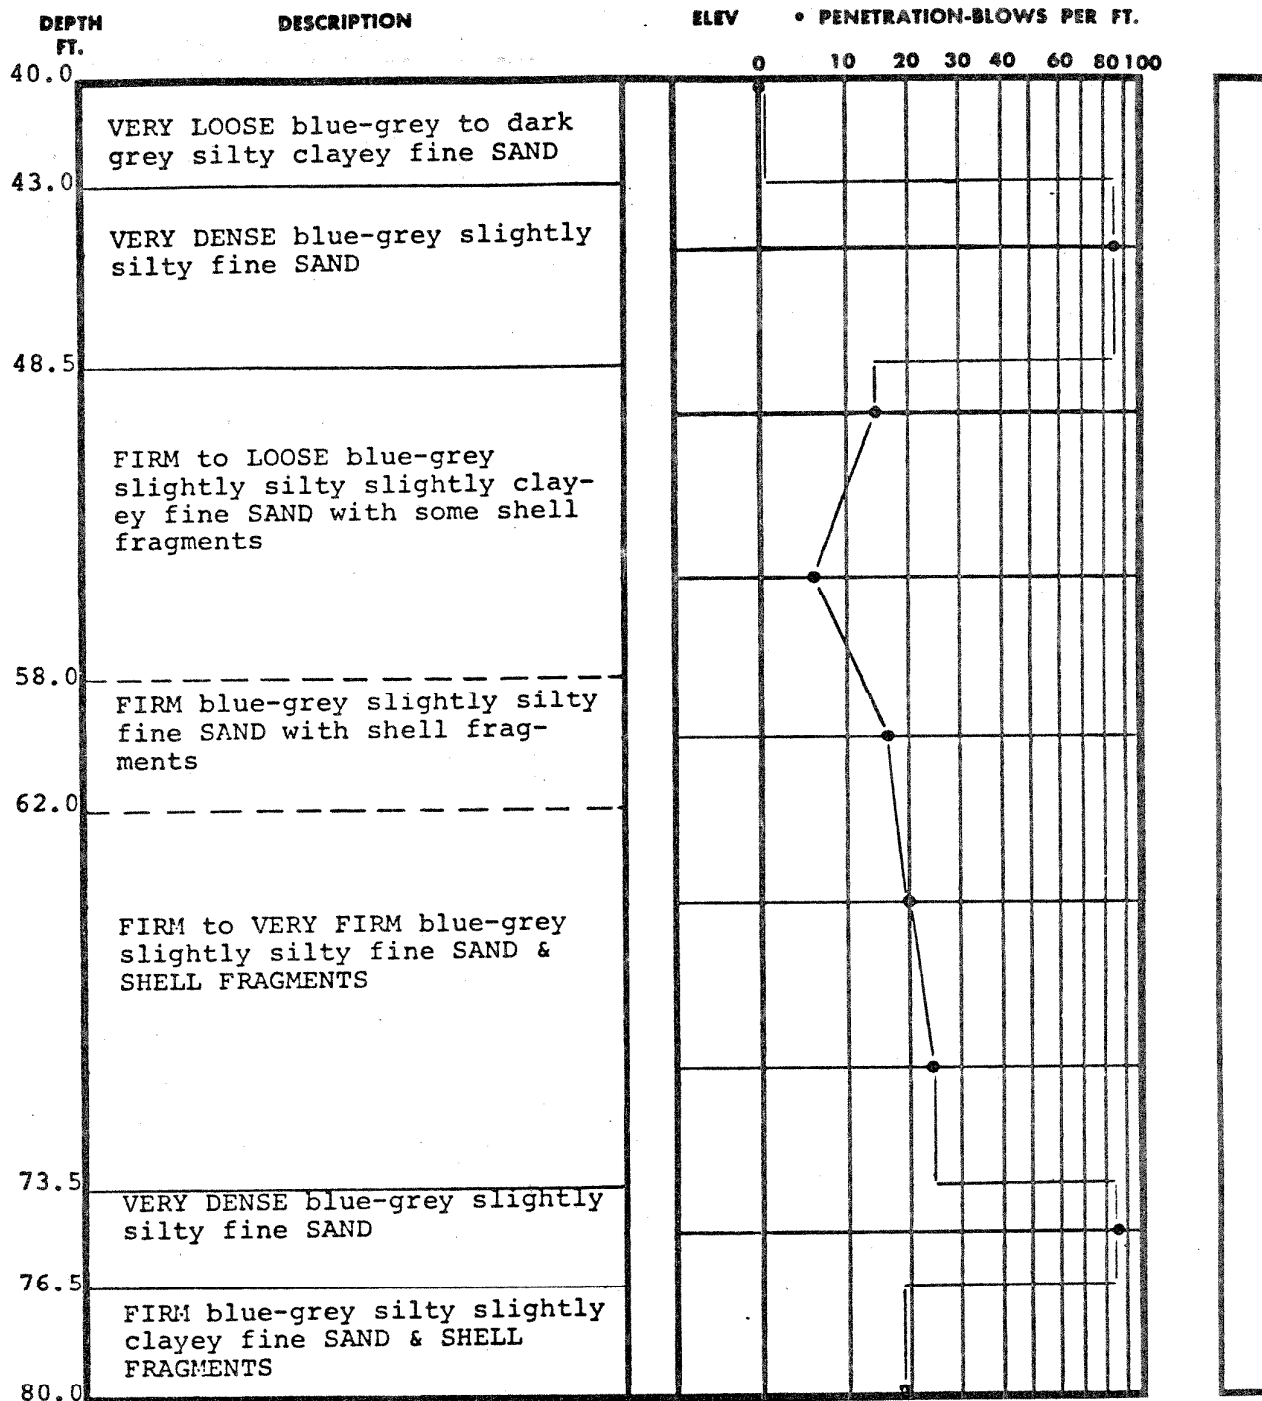 DEPTH FT.
DESCRIPTION
ELEV
• PENETRATION-BLOWS PER FT.
0 10 20 30 40 60 80 100
40.0
VERY LOOSE blue-grey to dark
grey silty clayey fine SAND
43.0
VERY DENSE blue-grey slightly
silty fine SAND
48.5
FIRM to LOOSE blue-grey
slightly silty slightly clay-
ey fine SAND with some shell
fragments
58.0
FIRM blue-grey slightly silty
fine SAND with shell frag-
ments
62.0
FIRM to VERY FIRM blue-grey
slightly silty fine SAND &
SHELL FRAGMENTS
73.5
VERY DENSE blue-grey slightly
silty fine SAND
76.5
FIRM blue-grey silty slightly
clayey fine SAND & SHELL
FRAGMENTS
80.0